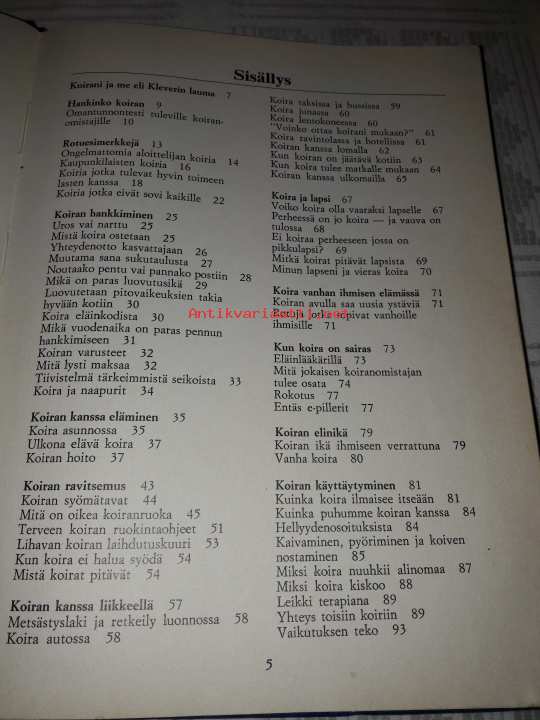 Sisällys
Koirani ja me eli Kleverin lauma 7
Hankinko koiran 9
Omantunnontesti tuleville koiran-
omistajille 10
Rotuesimerkkejä 13
Ongelmattomia aloittelijan koiria 14
Kaupunkilaisten koiria 16
Koiria jotka tulevat hyvin toimeen
lasten kanssa 18
Koiria jotka eivät sovi kaikille 22
Koiran hankkiminen 25
Uros vai narttu 25
Mistä koira ostetaan 25
Yhteydenotto kasvattajaan 26
Muutama sana sukutaulusta 27
Noutaako pentu vai pannako postiin 28
Mikä on paras luovutusikä 29
Luovutetaan pitovaikeuksien takia
hyvään kotiin 30
Koira eläinkodista 30
Mikä vuodenaika on paras pennun
hankkimiseen 31
Koiran varusteet 32
Mitä lysti maksaa 32
Tiivistelmä tärkeimmistä seikoista 33
Koira ja naapurit 34
Koiran kanssa eläminen 35
Koira asunnossa 35
Ulkona elävä koira 37
Koiran hoito 37
Koiran ravitsemus 43
Koiran syömätavat 44
Mitä on oikea koiranruoka 45
Terveen koiran ruokintaohjeet 51
Lihavan koiran laihdutuskuuri 53
Kun koira ei halua syödä 54
Mistä koirat pitävät 54
Koiran kanssa liikkeellä 57
Metsästyslaki ja retkeily luonnossa 58
Koira autossa 58
Koira taksissa ja bussissa 59
Koira junassa 60
Koira lentokoneessa 60
"Voinko ottaa koirani mukaan?" 61
Koira ravintolassa ja hotellissa 61
Koiran kanssa lomalla 62
Kun koiran on jäätävä kotiin 63
Kun koira tulee matkalle mukaan 64
Koiran kanssa ulkomailla 65
Koira ja lapsi 67
Voiko koira olla vaaraksi lapselle 67
Perheessä on jo koira — ja vauva on
tulossa 68
Ei koiraa perheeseen jossa on
pikkulapsi? 69
Mitkä koirat pitävät lapsista 69
Minun lapseni ja vieras koira 70
Koira vanhan ihmisen elämässä 71
Koiran avulla saa uusia ystäviä 71
Rotuja jotka sopivat vanhoille
ihmisille 71
Kun koira on sairas 73
Eläinlääkärillä 73
Mitä jokaisen koiranomistajan
tulee osata 74
Rokotus 77
Entäs e-pillerit 77
Koiran elinikä 79
Koiran ikä ihmiseen verrattuna 79
Vanha koira 80
Koiran käyttäytyminen 81
Kuinka koira ilmaisee itseään 81
Kuinka puhumme koiran kanssa 84
Hellyydenosoituksista 84
Kaivaminen, pyöriminen ja koiven
nostaminen 85
Miksi koira nuuhkii alinomaa 87
Miksi koira kiskoo 88
Leikki terapiana 89
Yhteys toisiin koiriin 89
Vaikutuksen teko 93
5